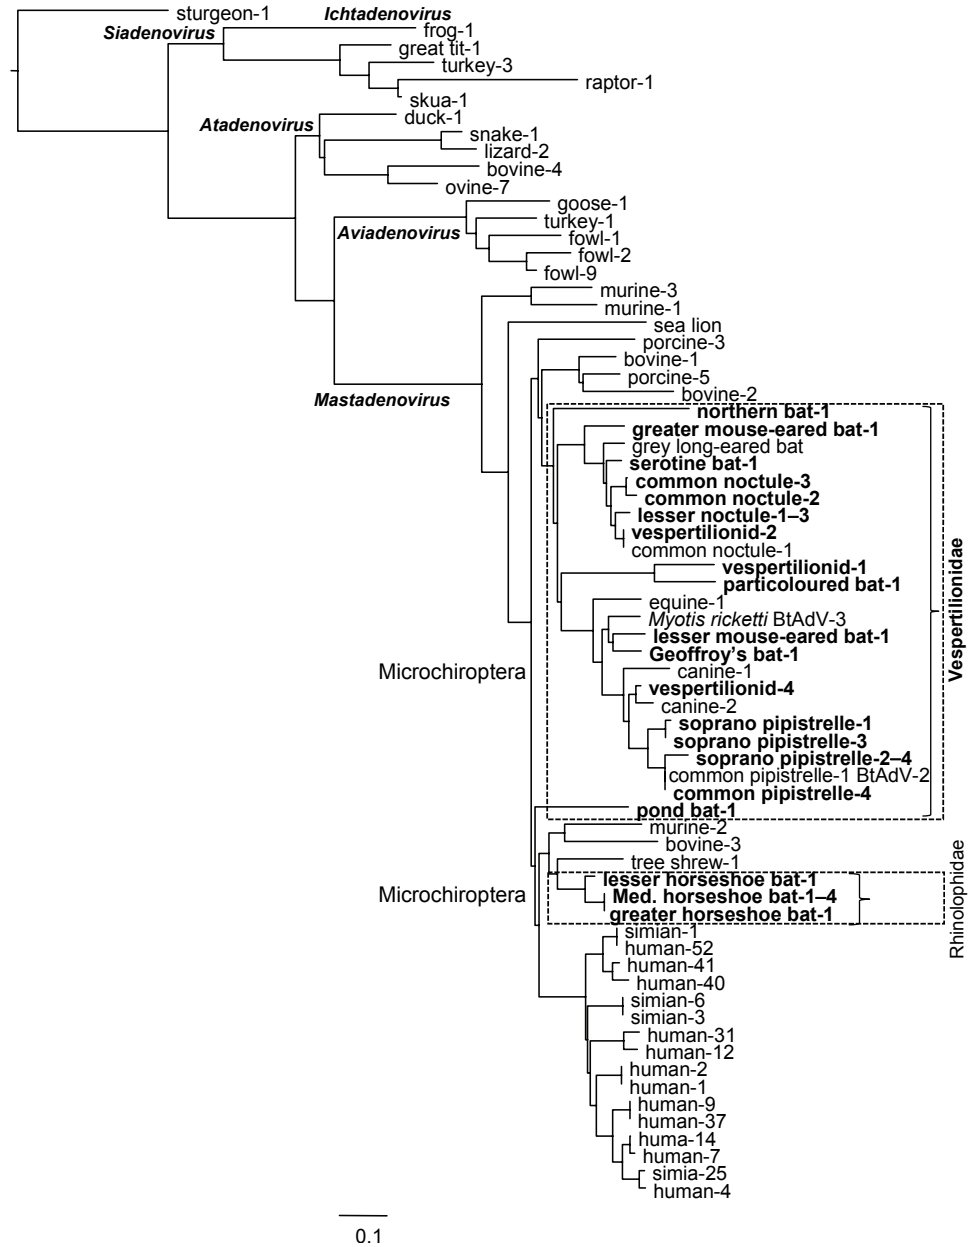 sturgeon-1
Ichtadenovirus
Siadenovirus
frog-1
great tit-1
turkey-3
raptor-1
skua-1
duck-1
Atadenovirus
snake-1
lizard-2
bovine-4
ovine-7
goose-1
turkey-1
Aviadenovirus
fowl-1
fowl-2
fowl-9
murine-3
murine-1
sea lion
porcine-3
bovine-1
porcine-5
bovine-2
Mastadenovirus
northern bat-1
greater mouse-eared bat-1
grey long-eared bat
serotine bat-1
common noctule-3
common noctule-2
lesser noctule-1–3
vespertilionid-2
common noctule-1
vespertilionid-1
particoloured bat-1
equine-1
Myotis ricketti BtAdV-3
lesser mouse-eared bat-1
Geoffroy's bat-1
Microchiroptera
canine-1
vespertilionid-4
canine-2
soprano pipistrelle-1
soprano pipistrelle-3
soprano pipistrelle-2–4
common pipistrelle-1 BtAdV-2
common pipistrelle-4
pond bat-1
Vespertilionidae
murine-2
bovine-3
tree shrew-1
lesser horseshoe bat-1
Microchiroptera
Med. horseshoe bat-1–4
greater horseshoe bat-1
Rhinolophidae
simian-1
human-52
human-41
human-40
simian-6
simian-3
human-31
human-12
human-2
human-1
human-9
human-37
huma-14
human-7
simia-25
human-4
0.1